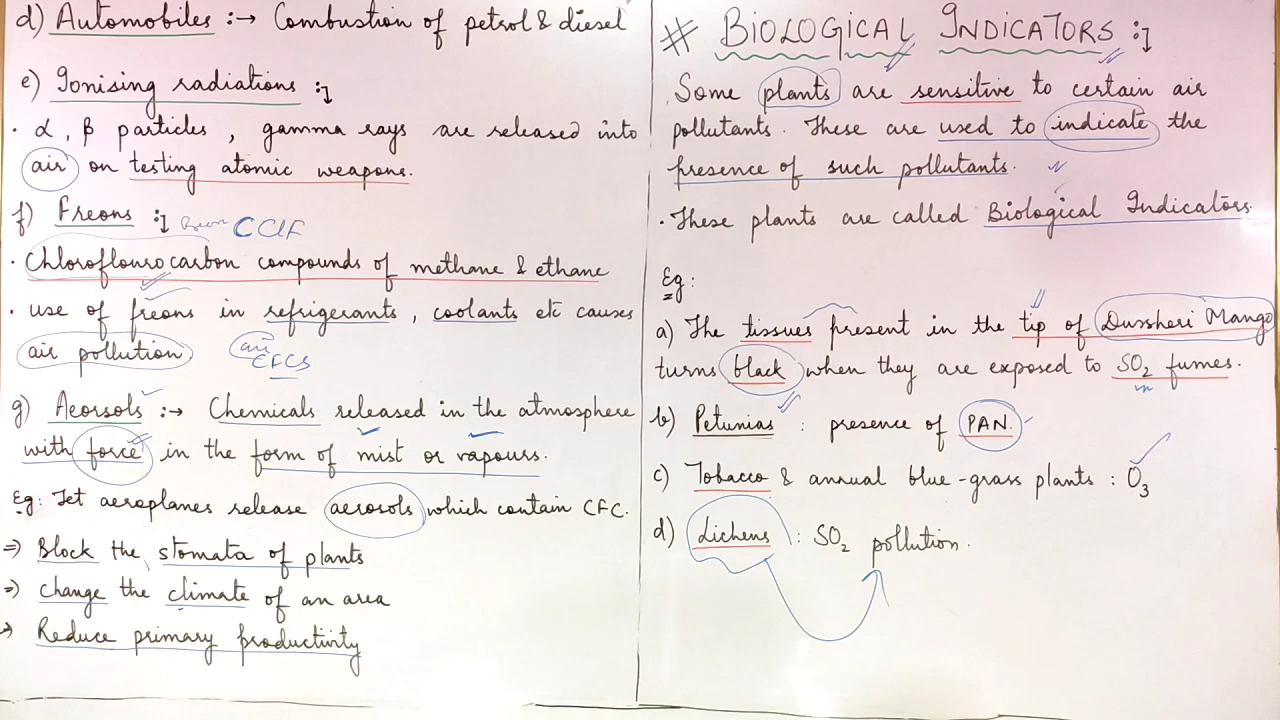 d) Automobiles :→ Combustion of petrol & diesel
e) Ionising radiations :]
· α, β particles, gamma rays are released into
air on testing atomic weapons.
f) Freons :] CClF
· Chloroflourocarbon compounds of methane & ethane
· use of freons in refrigerants, coolants etc causes
air pollution
CFCs
g) Aeorsols :→ Chemicals released in the atmosphere
with force in the form of mist or vapours.
Eg: Jet aeroplanes release aerosols which contain CFC.
⇒ Block the stomata of plants
⇒ Change the climate of an area
⇒ Reduce primary productivity
# BIOLOGICAL INDICATORS :]
Some plants are sensitive to certain air
pollutants. These are used to indicate the
presence of such pollutants.
· These plants are called Biological Indicators.
Eg:
a) The tissues present in the tip of Dussheri Mango
turns black when they are exposed to SO₂ fumes.
b) Petunias : presence of PAN.
c) Tobacco & annual blue-grass plants : O₃
d) Lichens : SO₂ pollution.